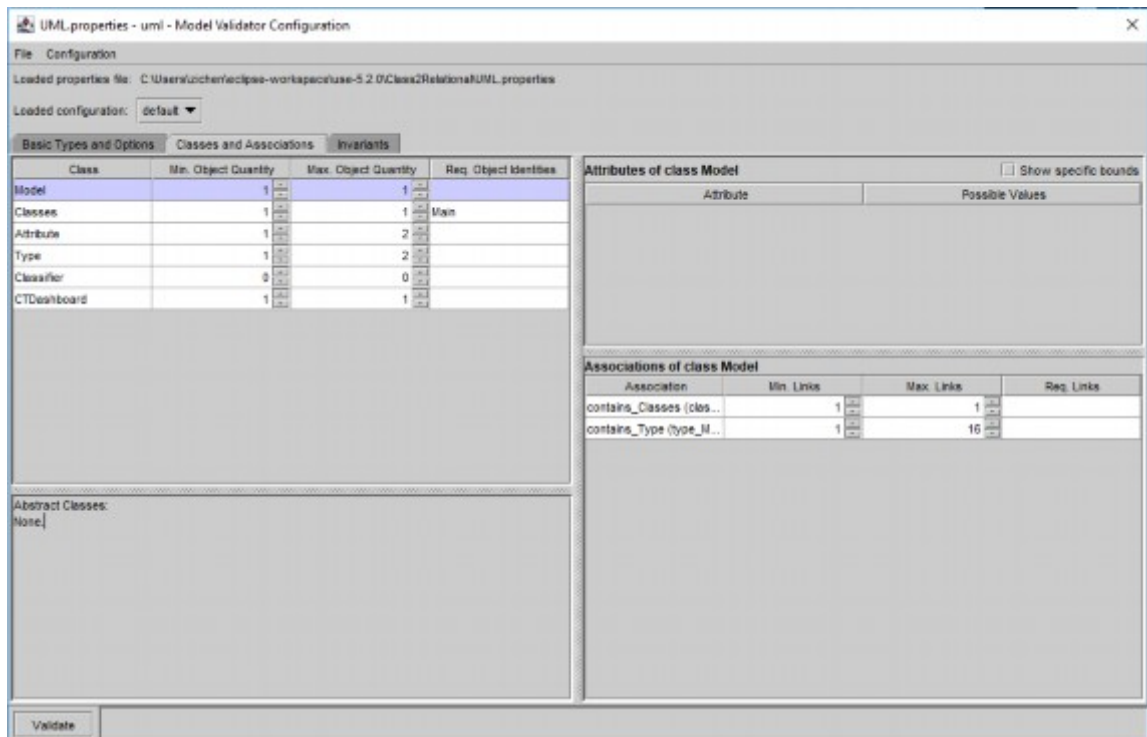 UML.properties - uml - Model Validator Configuration
File Configuration
Loaded properties file: C:\Users\zichen\eclipse-workspace\use-5.2.0\Class2Relational\UML.properties
Loaded configuration: default
Basic Types and Options Classes and Associations Invariants
Class Min. Object Quantity Max. Object Quantity Req. Object Identities
Model 1 1
Classes 1 1 Main
Attribute 1 2
Type 1 2
Classifier 0 0
CTDashboard 1 1
Abstract Classes:
None.
Attributes of class Model Show specific bounds
Attribute Possible Values
Associations of class Model
Association Min. Links Max. Links Req. Links
contains_Classes (clas... 1 1
contains_Type (type_M... 1 16
Validate